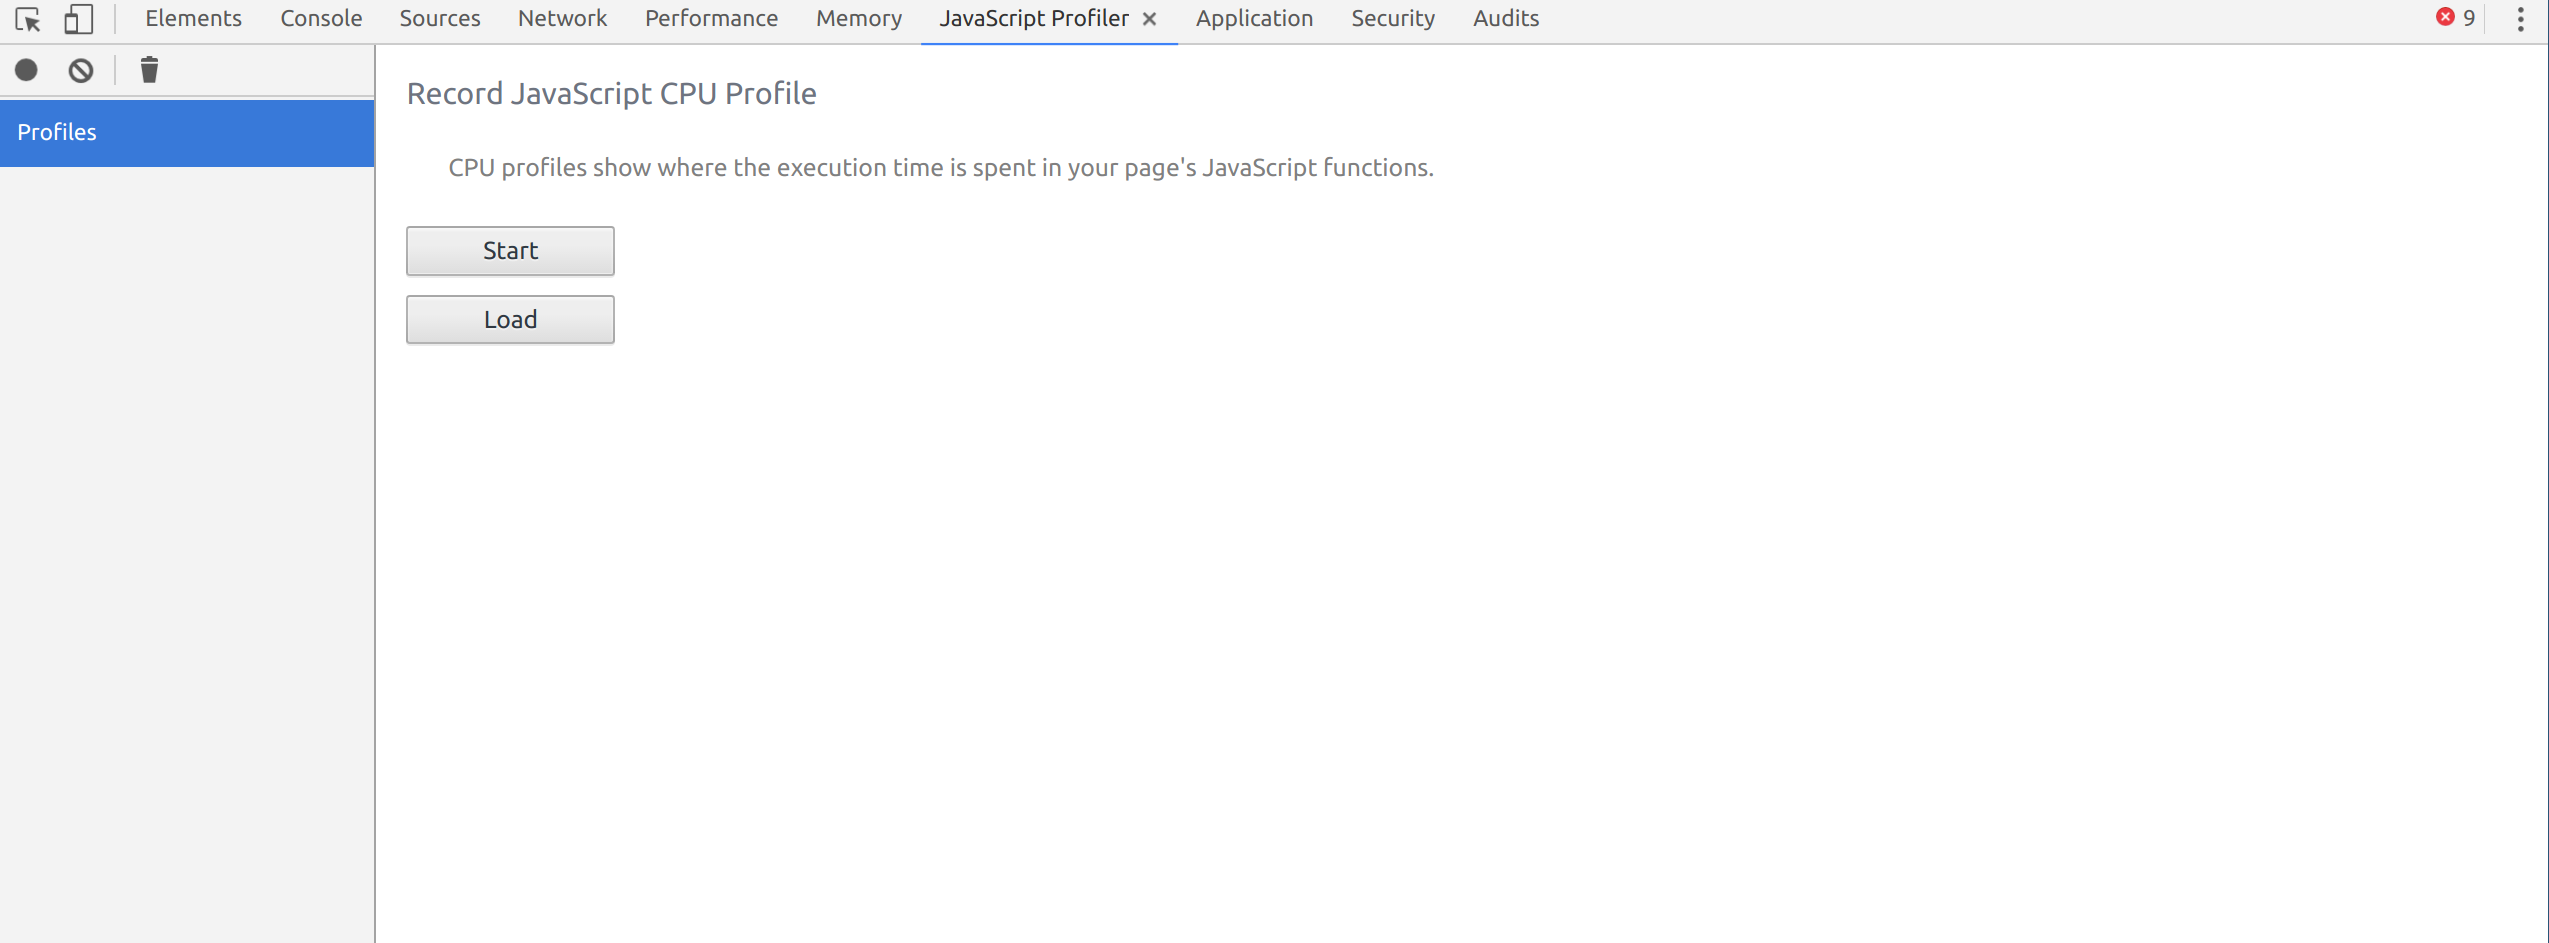 Elements Console Sources Network Performance Memory JavaScript Profiler Application Security Audits 9
Profiles
Record JavaScript CPU Profile
CPU profiles show where the execution time is spent in your page's JavaScript functions.
Start
Load